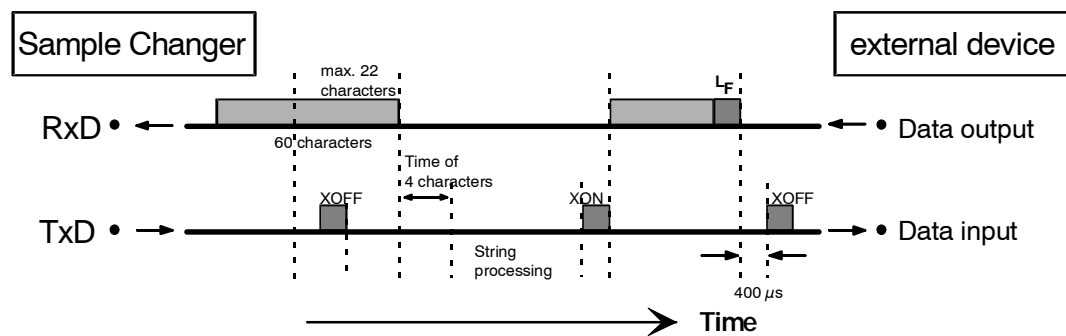 Sample Changer
external device
max. 22
characters
LF
RxD
Data output
60 characters
Time of
4 characters
XOFF
XON
XOFF
TxD
Data input
String
processing
400 µs
Time